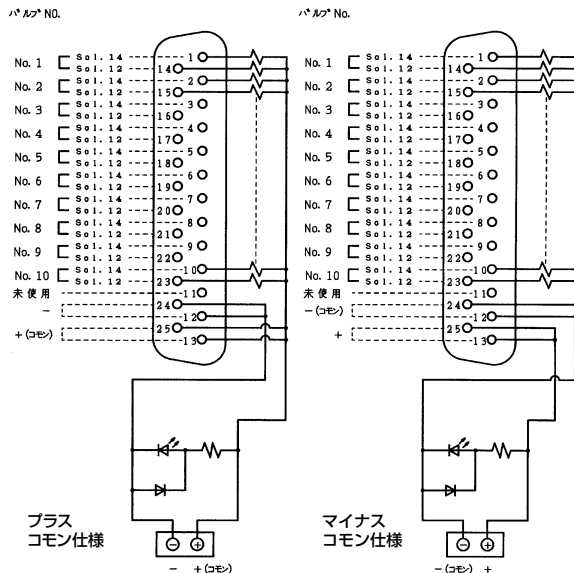 バルブ NO.
No. 1 Sol. 14 1
Sol. 12 14
No. 2 Sol. 14 2
Sol. 12 15
No. 3 Sol. 14 3
Sol. 12 16
No. 4 Sol. 14 4
Sol. 12 17
No. 5 Sol. 14 5
Sol. 12 18
No. 6 Sol. 14 6
Sol. 12 19
No. 7 Sol. 14 7
Sol. 12 20
No. 8 Sol. 14 8
Sol. 12 21
No. 9 Sol. 14 9
Sol. 12 22
No. 10 Sol. 14 10
Sol. 12 23
未使用 11
- 24
12
+(コモン) 25
13
プラス
コモン仕様
- +
- +(コモン)
バルブ No.
No. 1 Sol. 14 1
Sol. 12 14
No. 2 Sol. 14 2
Sol. 12 15
No. 3 Sol. 14 3
Sol. 12 16
No. 4 Sol. 14 4
Sol. 12 17
No. 5 Sol. 14 5
Sol. 12 18
No. 6 Sol. 14 6
Sol. 12 19
No. 7 Sol. 14 7
Sol. 12 20
No. 8 Sol. 14 8
Sol. 12 21
No. 9 Sol. 14 9
Sol. 12 22
No. 10 Sol. 14 10
Sol. 12 23
未使用 11
-(コモン) 24
12
+ 25
13
マイナス
コモン仕様
- +
-(コモン) +